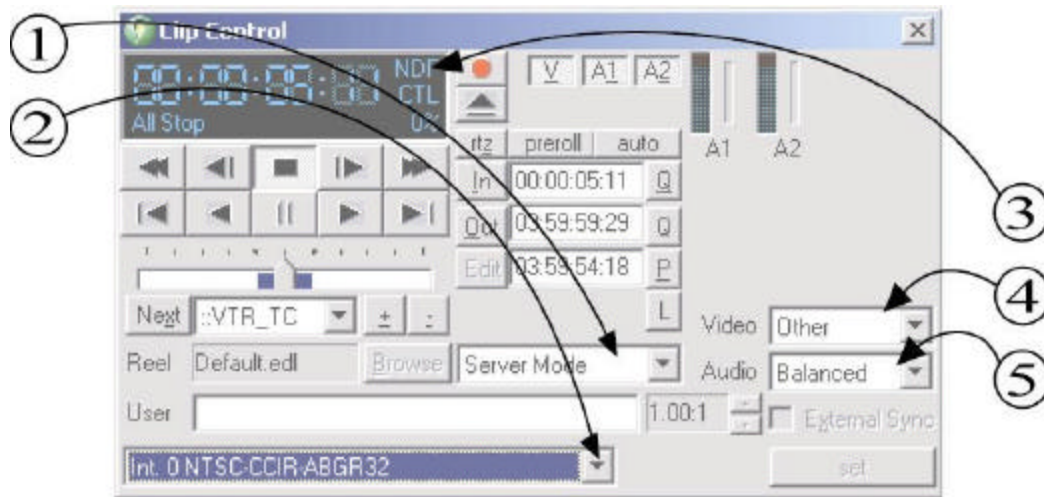 Clip Control
00:00:05:
NDF
CTL
All Stop 0%
V A1 A2
rtz preroll auto
A1 A2
In 00:00:05:11 Q
Out 03:59:59:29 Q
Edit 03:59:54:18 P
L
Next ::VTR_TC + -
Video Other
Reel Default.edl Browse Server Mode
Audio Balanced
User 1.00:1
External Sync
Int. 0 NTSC-CCIR-ABGR32
set
1
2
3
4
5